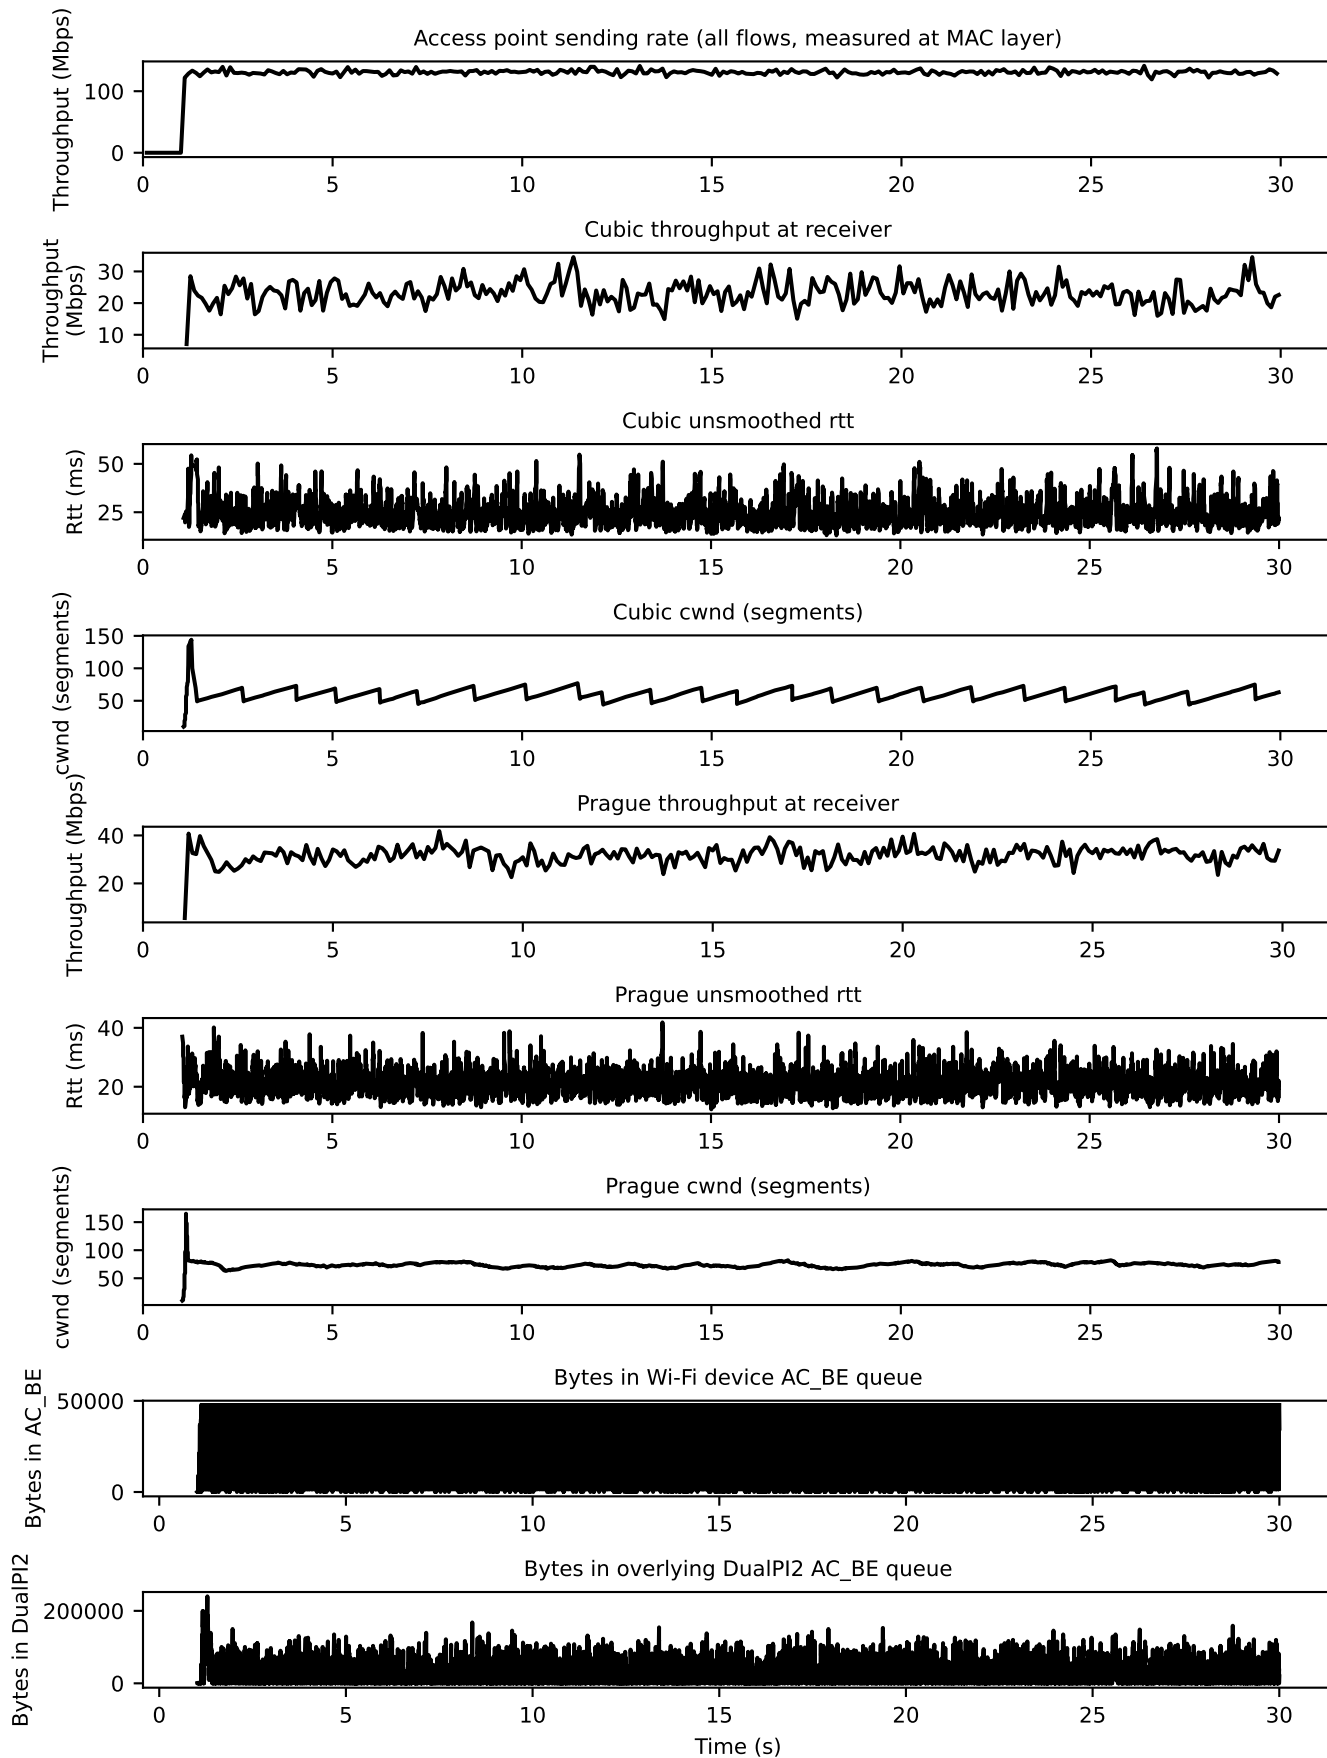 Access point sending rate (all flows, measured at MAC layer)
Throughput (Mbps)
100
0
0 5 10 15 20 25 30
Cubic throughput at receiver
Throughput
(Mbps)
30
20
10
0 5 10 15 20 25 30
Cubic unsmoothed rtt
Rtt (ms)
50
25
0 5 10 15 20 25 30
Cubic cwnd (segments)
cwnd (segments)
150
100
50
0 5 10 15 20 25 30
Prague throughput at receiver
Throughput (Mbps)
40
20
0 5 10 15 20 25 30
Prague unsmoothed rtt
Rtt (ms)
40
20
0 5 10 15 20 25 30
Prague cwnd (segments)
cwnd (segments)
150
100
50
0 5 10 15 20 25 30
Bytes in Wi-Fi device AC_BE queue
Bytes in AC_BE
50000
0
0 5 10 15 20 25 30
Bytes in overlying DualPI2 AC_BE queue
Bytes in DualPI2
200000
0
0 5 10 15 20 25 30
Time (s)